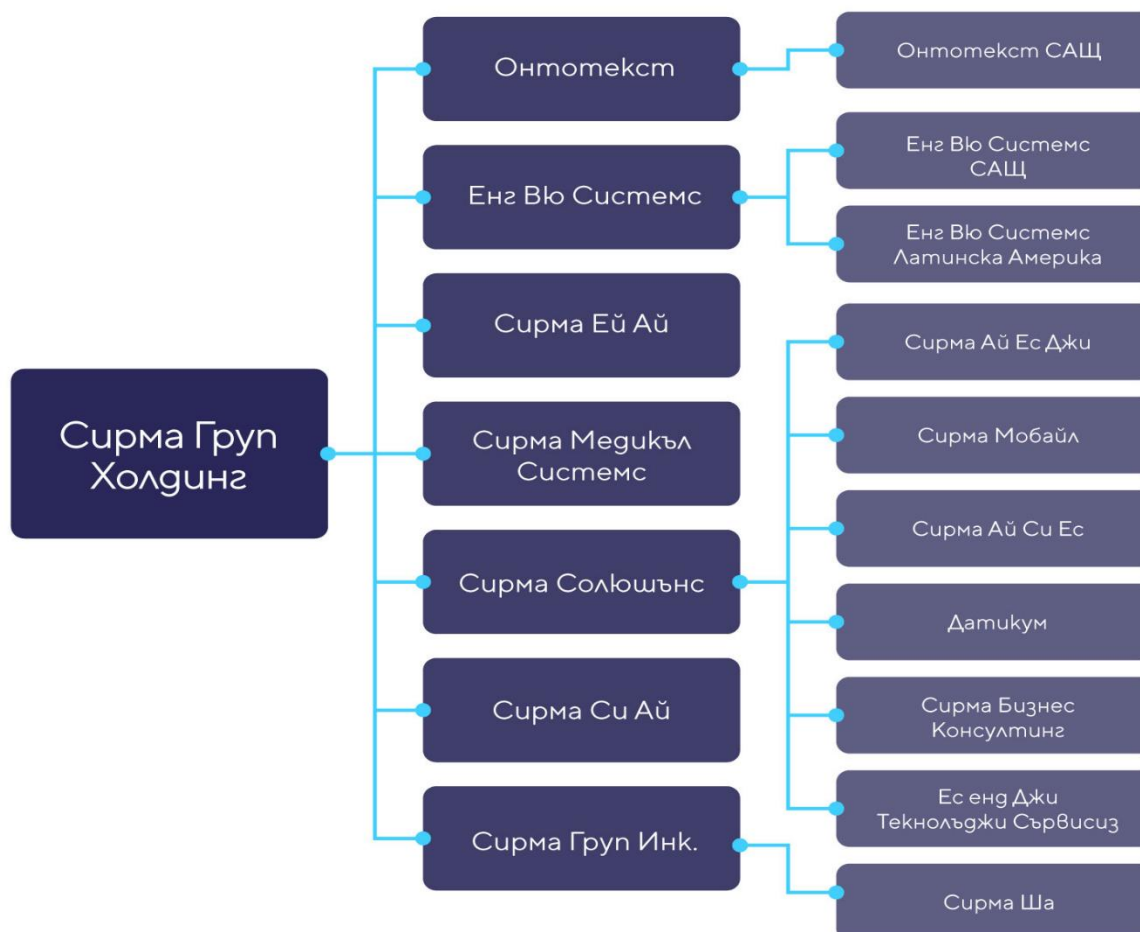 Сирма Груп
Холдинг
Онтотекст
Енг Вю Системс
Сирма Ей Ай
Сирма Медикъл
Системс
Сирма Солюшънс
Сирма Си Ай
Сирма Груп Инк.
Онтотекст САЩ
Енг Вю Системс
САЩ
Енг Вю Системс
Латинска Америка
Сирма Ай Ес Джи
Сирма Мобайл
Сирма Ай Си Ес
Датикум
Сирма Бизнес
Консултинг
Ес енд Джи
Текнолъджи Сървисиз
Сирма Ша